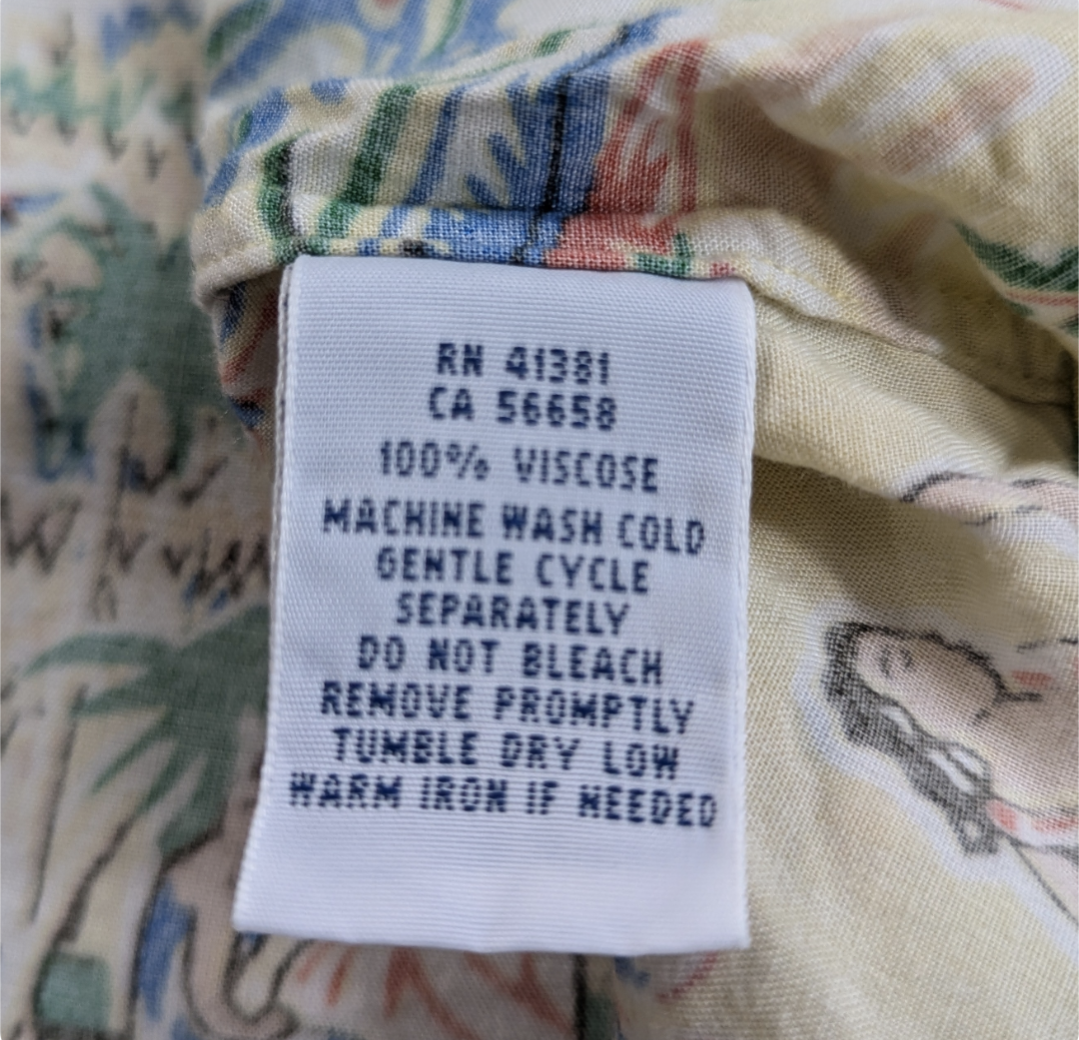 RN 41381
CA 56658
100% VISCOSE
MACHINE WASH COLD
GENTLE CYCLE
SEPARATELY
DO NOT BLEACH
REMOVE PROMPTLY
TUMBLE DRY LOW
WARM IRON IF NEEDED